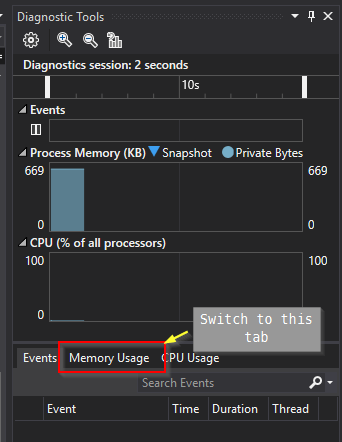 Diagnostic Tools
Diagnostics session: 2 seconds
10s
Events
Process Memory (KB) Snapshot Private Bytes
669 669
0 0
CPU (% of all processors)
100 100
0 0
Switch to this
tab
Events Memory Usage CPU Usage
Search Events
Event Time Duration Thread